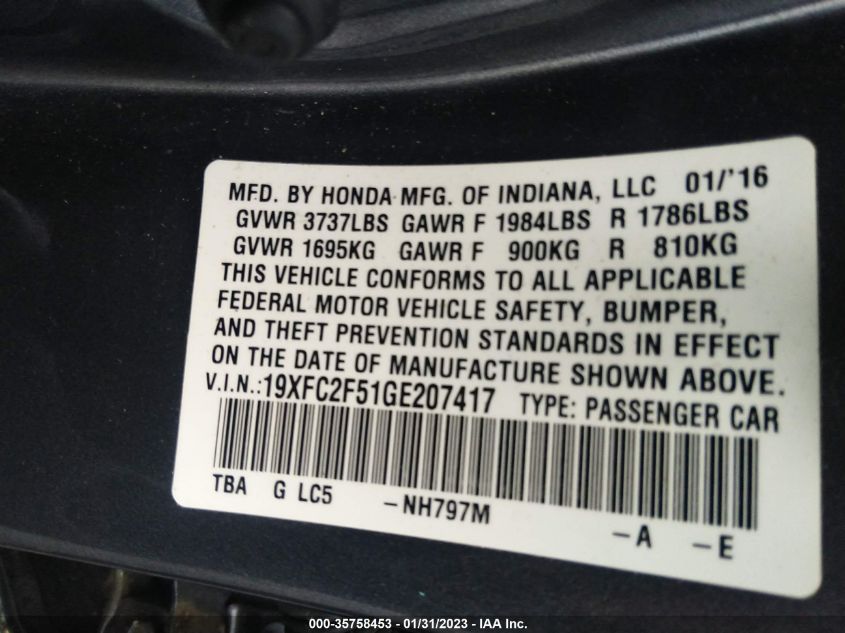 MFD. BY HONDA MFG. OF INDIANA, LLC 01/'16
GVWR 3737LBS GAWR F 1984LBS R 1786LBS
GVWR 1695KG GAWR F 900KG R 810KG
THIS VEHICLE CONFORMS TO ALL APPLICABLE
FEDERAL MOTOR VEHICLE SAFETY, BUMPER,
AND THEFT PREVENTION STANDARDS IN EFFECT
ON THE DATE OF MANUFACTURE SHOWN ABOVE.
V.I.N.:19XFC2F51GE207417 TYPE: PASSENGER CAR
TBA G LC5 -NH797M -A -E
000-35758453 - 01/31/2023 - IAA Inc.